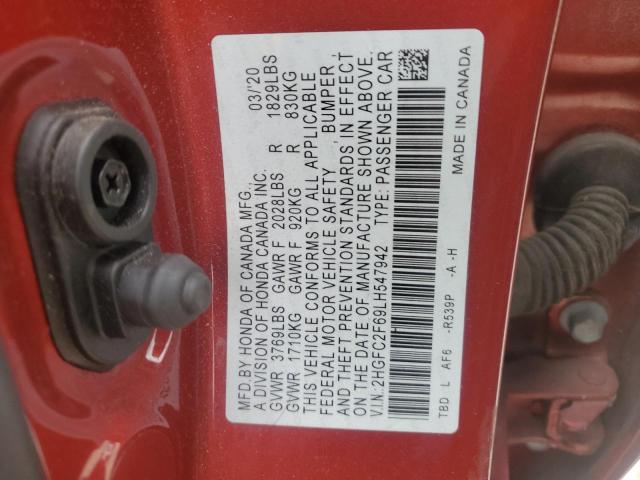 MFD.BY HONDA OF CANADA MFG., 03/'20
A DIVISION OF HONDA CANADA INC.
GVWR 3769LBS GAWR F 2028LBS R 1829LBS
GVWR 1710KG GAWR F 920KG R 830KG
THIS VEHICLE CONFORMS TO ALL APPLICABLE
FEDERAL MOTOR VEHICLE SAFETY BUMPER,
AND THEFT PREVENTION STANDARDS IN EFFECT
ON THE DATE OF MANUFACTURE SHOWN ABOVE.
V.I.N.:2HGFC2F69LH547942 TYPE: PASSENGER CAR
TBD L AF6 -R539P -A -H MADE IN CANADA